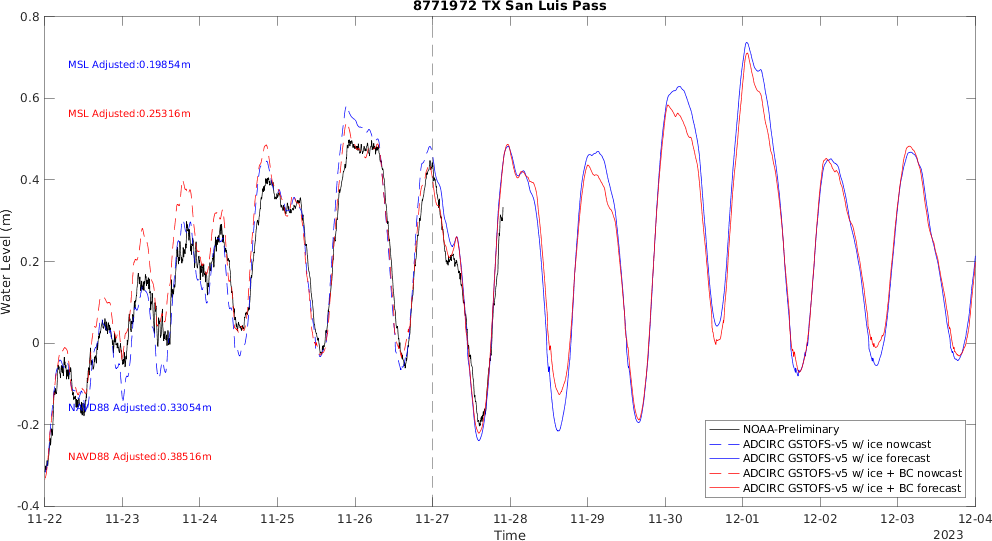 8771972 TX San Luis Pass
0.8
0.6
0.4
0.2
0
-0.2
-0.4
Water Level (m)
MSL Adjusted:0.19854m
MSL Adjusted:0.25316m
NAVD88 Adjusted:0.33054m
NAVD88 Adjusted:0.38516m
NOAA-Preliminary
ADCIRC GSTOFS-v5 w/ ice nowcast
ADCIRC GSTOFS-v5 w/ ice forecast
ADCIRC GSTOFS-v5 w/ ice + BC nowcast
ADCIRC GSTOFS-v5 w/ ice + BC forecast
11-22 11-23 11-24 11-25 11-26 11-27 11-28 11-29 11-30 12-01 12-02 12-03 12-04
Time
2023